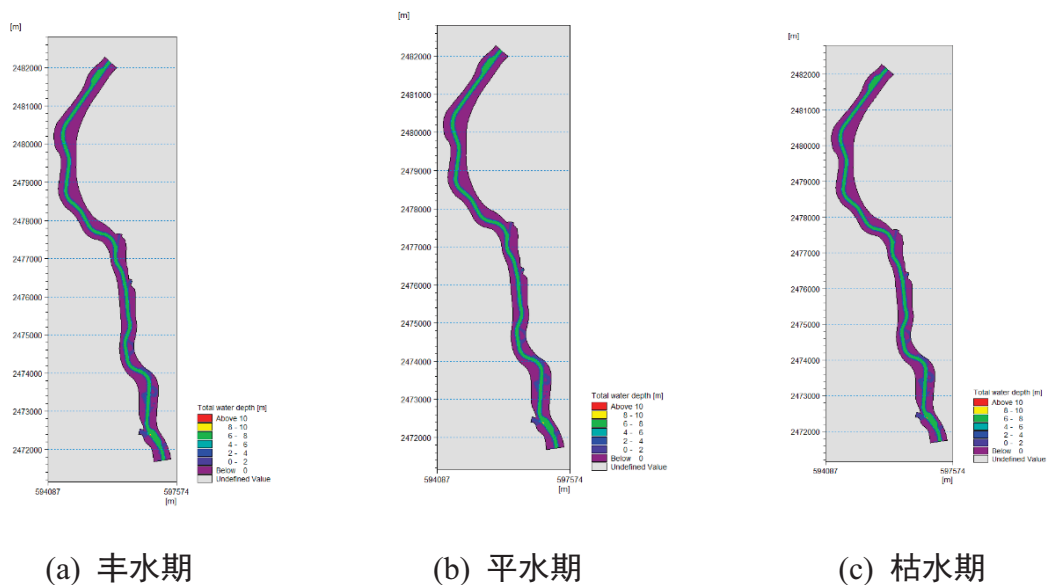 [m]
2482000
2481000
2480000
2479000
2478000
2477000
2476000
2475000
2474000
2473000
2472000
594087
597574
[m]
Total water depth [m]
Above 10
8 - 10
6 - 8
4 - 6
2 - 4
0 - 2
Below 0
Undefined Value
(a) 丰水期
[m]
2482000
2481000
2480000
2479000
2478000
2477000
2476000
2475000
2474000
2473000
2472000
594087
597574
[m]
Total water depth [m]
Above 10
8 - 10
6 - 8
4 - 6
2 - 4
0 - 2
Below 0
Undefined Value
(b) 平水期
[m]
2482000
2481000
2480000
2479000
2478000
2477000
2476000
2475000
2474000
2473000
2472000
594087
597574
[m]
Total water depth [m]
Above 10
8 - 10
6 - 8
4 - 6
2 - 4
0 - 2
Below 0
Undefined Value
(c) 枯水期